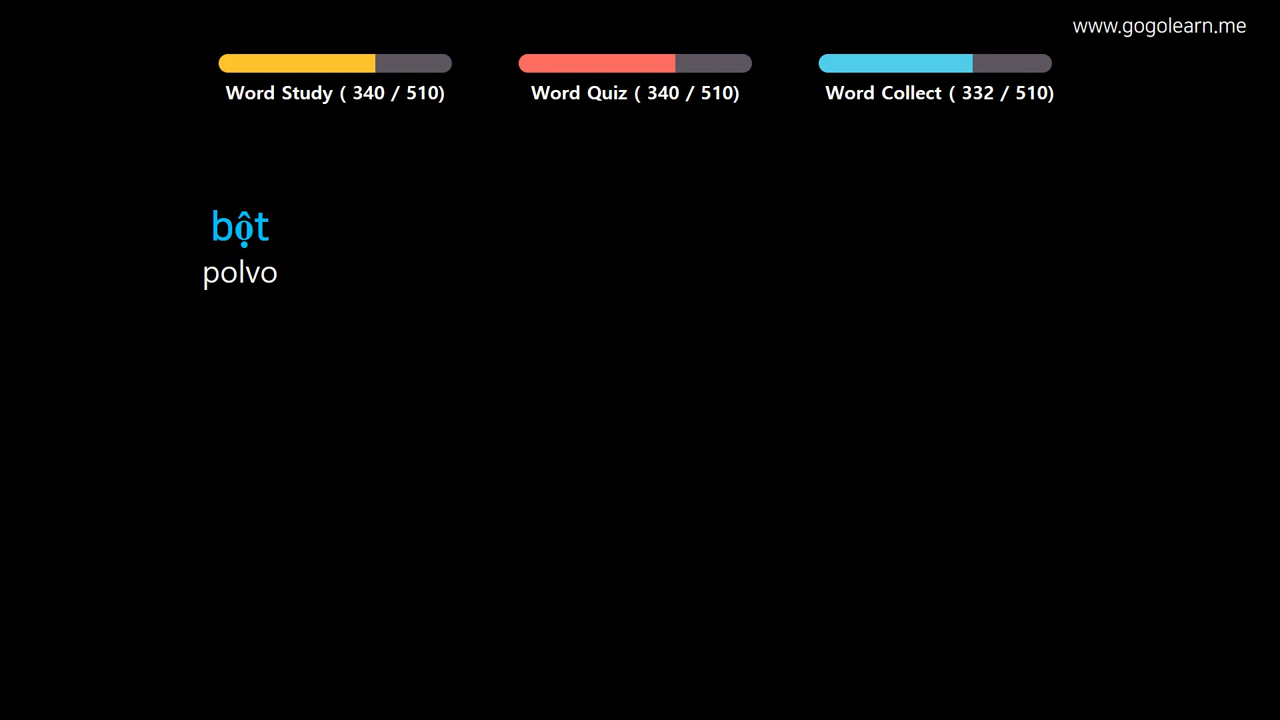 www.gogolearn.me
Word Study ( 340 / 510)
Word Quiz ( 340 / 510)
Word Collect ( 332 / 510)
bột
polvo